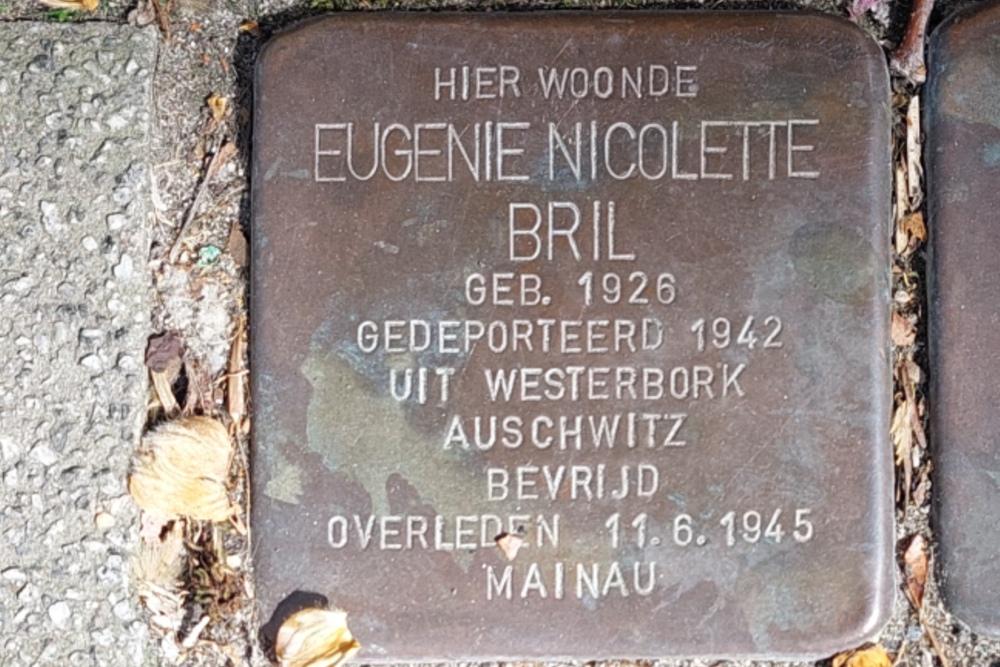 HIER WOONDE
EUGENIE NICOLETTE
BRIL
GEB. 1926
GEDEPORTEERD 1942
UIT WESTERBORK
AUSCHWITZ
BEVRIJD
OVERLEDEN 11.6.1945
MAINAU